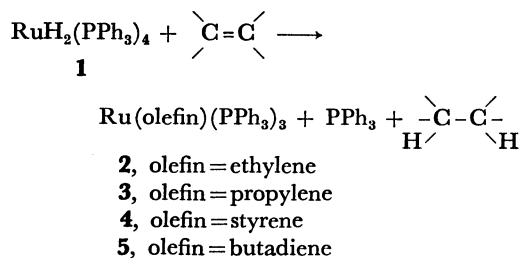 RuH₂(PPh₃)₄ + C=C ⟶
1
Ru(olefin)(PPh₃)₃ + PPh₃ + –C–C–
H H
2, olefin=ethylene
3, olefin=propylene
4, olefin=styrene
5, olefin=butadiene